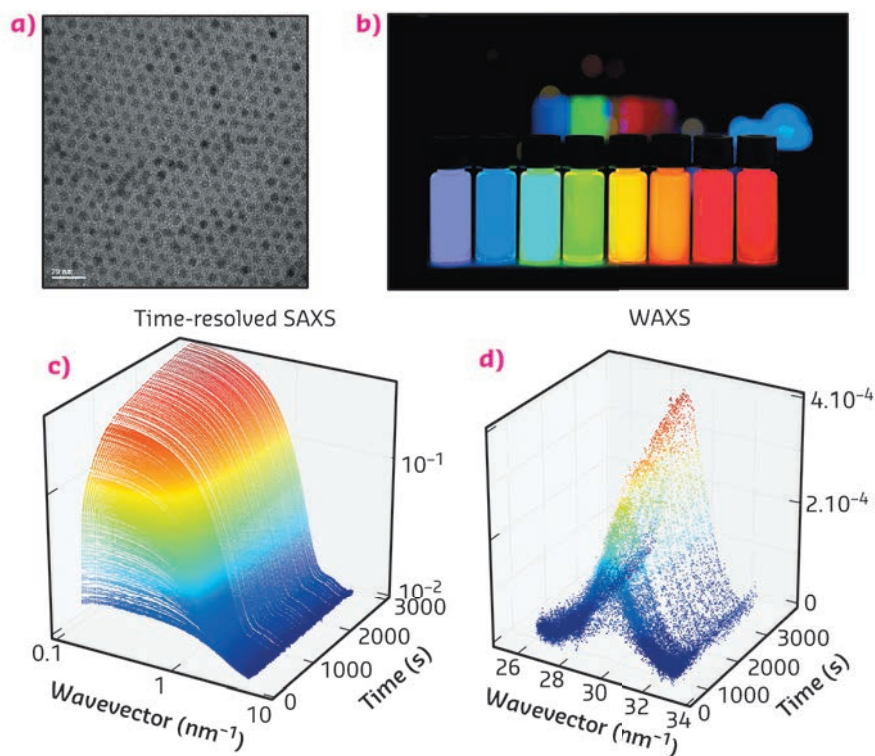 a)
b)
20 nm
Time-resolved SAXS
WAXS
c)
d)
4.10⁻⁴
10⁻¹
2.10⁻⁴
10⁻²
0
3000
3000
2000
2000
1000
1000
0
0
0.1
1
10
26
28
30
32
34
Wavevector (nm⁻¹)
Time (s)
Wavevector (nm⁻¹)
Time (s)